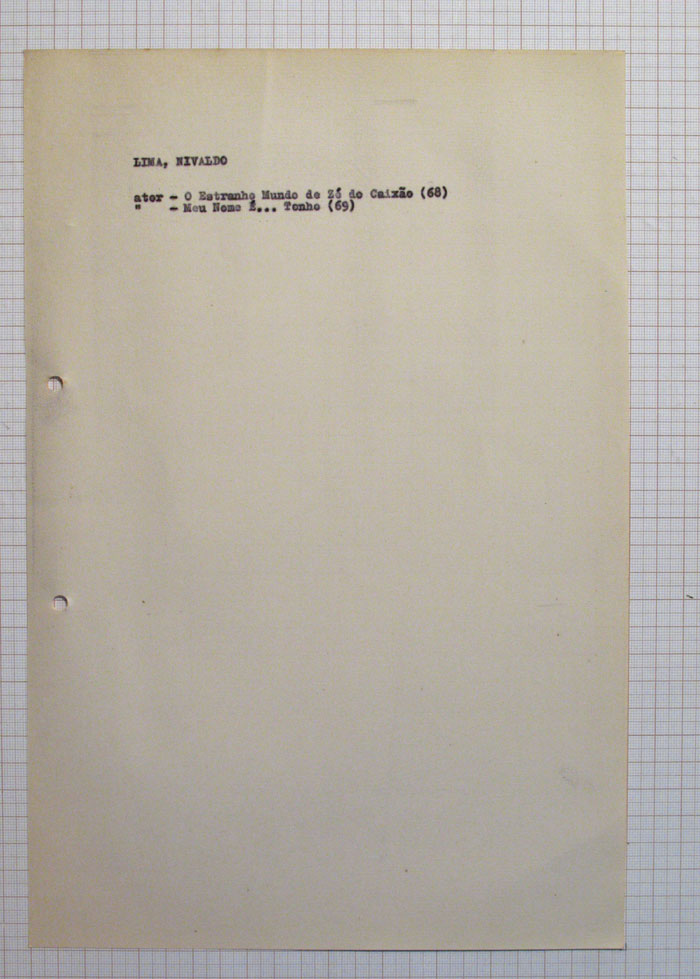 LIMA, NIVALDO
ator - O Estranho Mundo de Zé do Caixão (68)
" - Meu Nome É... Tonho (69)